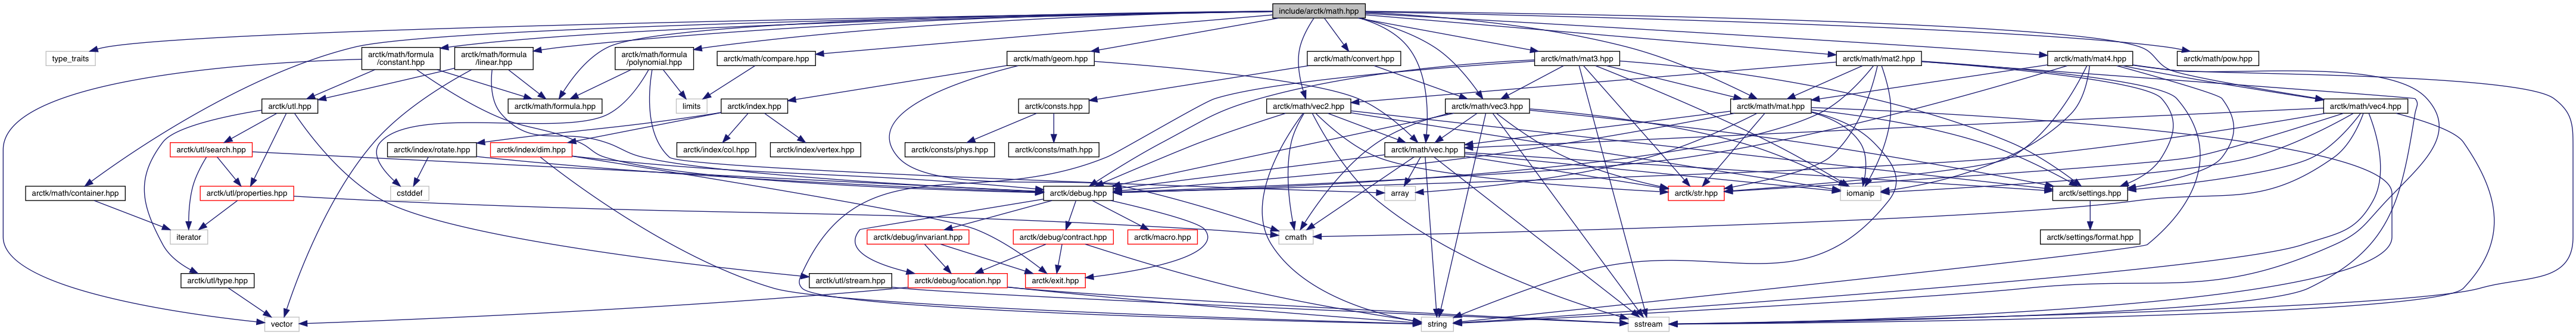 include/arctk/math.hpp
type_traits
arctk/math/formula
/constant.hpp
arctk/math/formula
/linear.hpp
arctk/math/formula
/polynomial.hpp
arctk/math/compare.hpp
arctk/math/geom.hpp
arctk/math/convert.hpp
arctk/math/mat3.hpp
arctk/math/mat2.hpp
arctk/math/mat4.hpp
arctk/math/pow.hpp
arctk/utl.hpp
arctk/math/formula.hpp
limits
arctk/index.hpp
arctk/consts.hpp
arctk/math/vec2.hpp
arctk/math/vec3.hpp
arctk/math/mat.hpp
arctk/math/vec4.hpp
arctk/utl/search.hpp
arctk/index/rotate.hpp
arctk/index/dim.hpp
arctk/index/col.hpp
arctk/index/vertex.hpp
arctk/consts/phys.hpp
arctk/consts/math.hpp
arctk/math/vec.hpp
arctk/math/container.hpp
arctk/utl/properties.hpp
cstddef
arctk/debug.hpp
array
arctk/str.hpp
iomanip
arctk/settings.hpp
iterator
arctk/debug/invariant.hpp
arctk/debug/contract.hpp
arctk/macro.hpp
cmath
arctk/settings/format.hpp
arctk/utl/type.hpp
arctk/utl/stream.hpp
arctk/debug/location.hpp
arctk/exit.hpp
vector
string
sstream